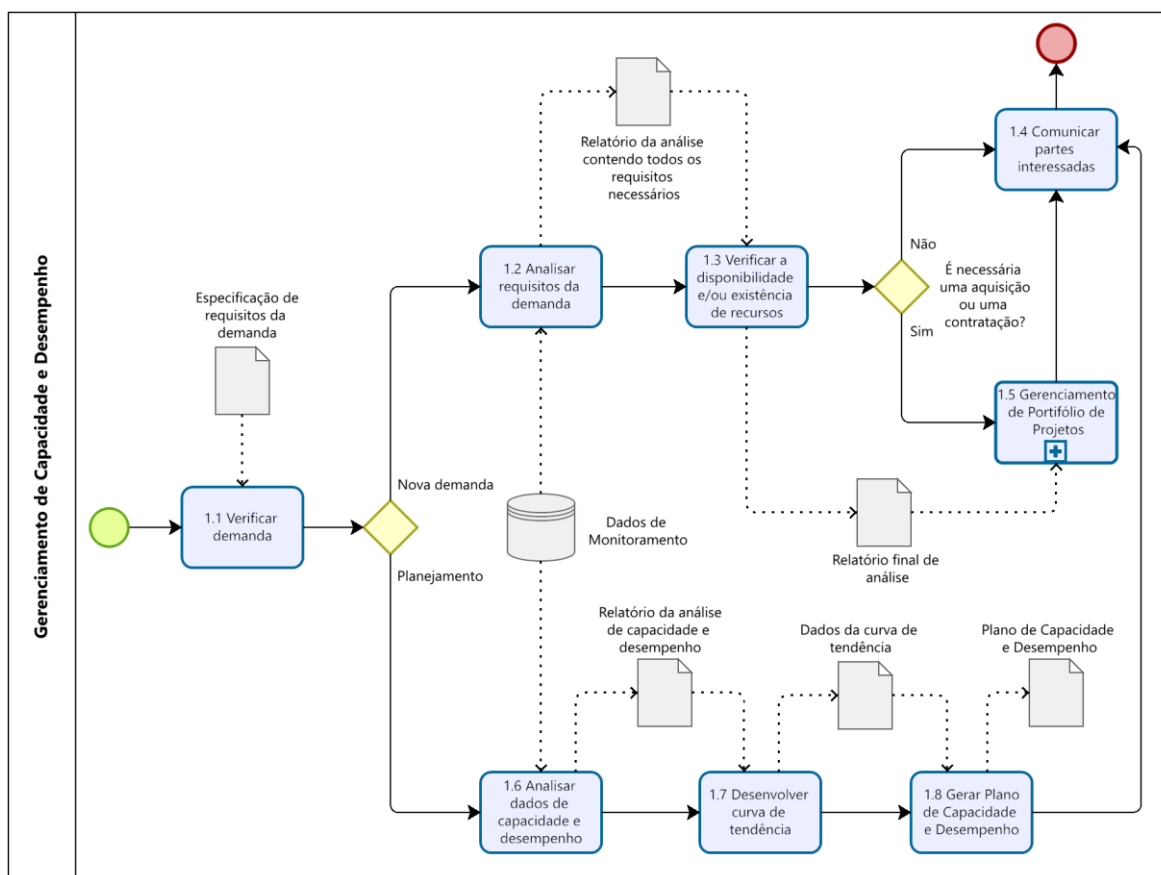 Gerenciamento de Capacidade e Desempenho
Relatório da análise
contendo todos os
requisitos
necessários
1.4 Comunicar
partes
interessadas
Especificação de
requisitos da
demanda
1.2 Analisar
requisitos da
demanda
1.3 Verificar a
disponibilidade
e/ou existência
de recursos
Não
É necessária
uma aquisição
ou uma
contratação?
Sim
1.5 Gerenciamento
de Portifólio de
Projetos
1.1 Verificar
demanda
Nova demanda
Planejamento
Dados de
Monitoramento
Relatório final de
análise
Relatório da análise
de capacidade e
desempenho
Dados da curva de
tendência
Plano de Capacidade
e Desempenho
1.6 Analisar
dados de
capacidade e
desempenho
1.7 Desenvolver
curva de
tendência
1.8 Gerar Plano
de Capacidade
e Desempenho